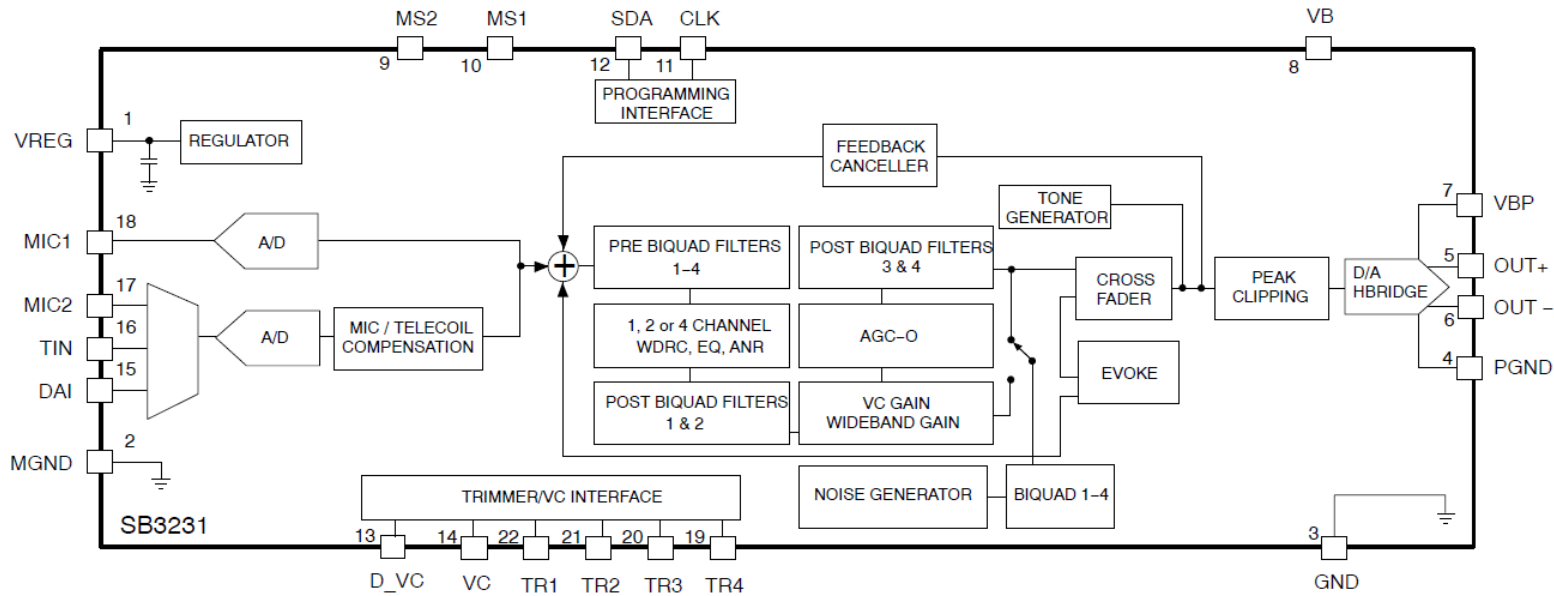 MS2
MS1
SDA
CLK
VB
9
10
12
11
8
PROGRAMMING
INTERFACE
VREG
1
REGULATOR
FEEDBACK
CANCELLER
MIC1
18
A/D
TONE
GENERATOR
7
VBP
PRE BIQUAD FILTERS
1−4
POST BIQUAD FILTERS
3 & 4
CROSS
FADER
PEAK
CLIPPING
D/A
HBRIDGE
5
OUT+
MIC2
17
6
OUT −
TIN
16
A/D
MIC / TELECOIL
COMPENSATION
1, 2 or 4 CHANNEL
WDRC, EQ, ANR
AGC−O
EVOKE
4
PGND
DAI
15
POST BIQUAD FILTERS
1 & 2
VC GAIN
WIDEBAND GAIN
MGND
2
TRIMMER/VC INTERFACE
NOISE GENERATOR
BIQUAD 1−4
SB3231
13
14
22
21
20
19
3
D_VC
VC
TR1
TR2
TR3
TR4
GND